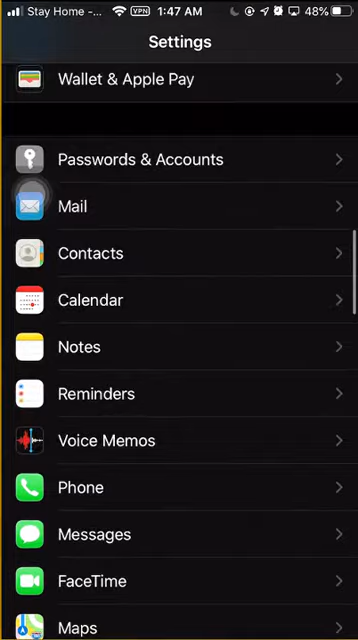 Stay Home -... VPN 1:47 AM 48%
Settings
Wallet & Apple Pay
Passwords & Accounts
Mail
Contacts
Calendar
Notes
Reminders
Voice Memos
Phone
Messages
FaceTime
Maps